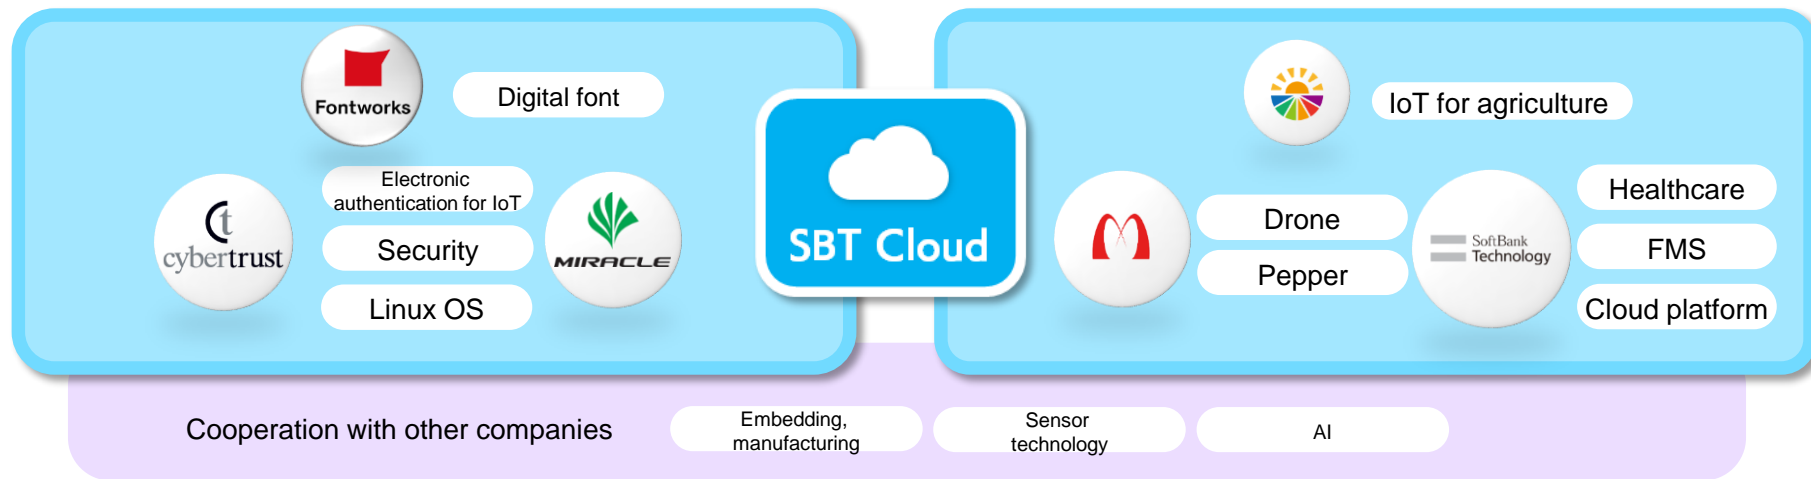 Fontworks
Digital font
Electronic
authentication for IoT
cybertrust
Security
MIRACLE
Linux OS
SBT Cloud
IoT for agriculture
Drone
Pepper
SoftBank
Technology
Healthcare
FMS
Cloud platform
Cooperation with other companies
Embedding,
manufacturing
Sensor
technology
AI